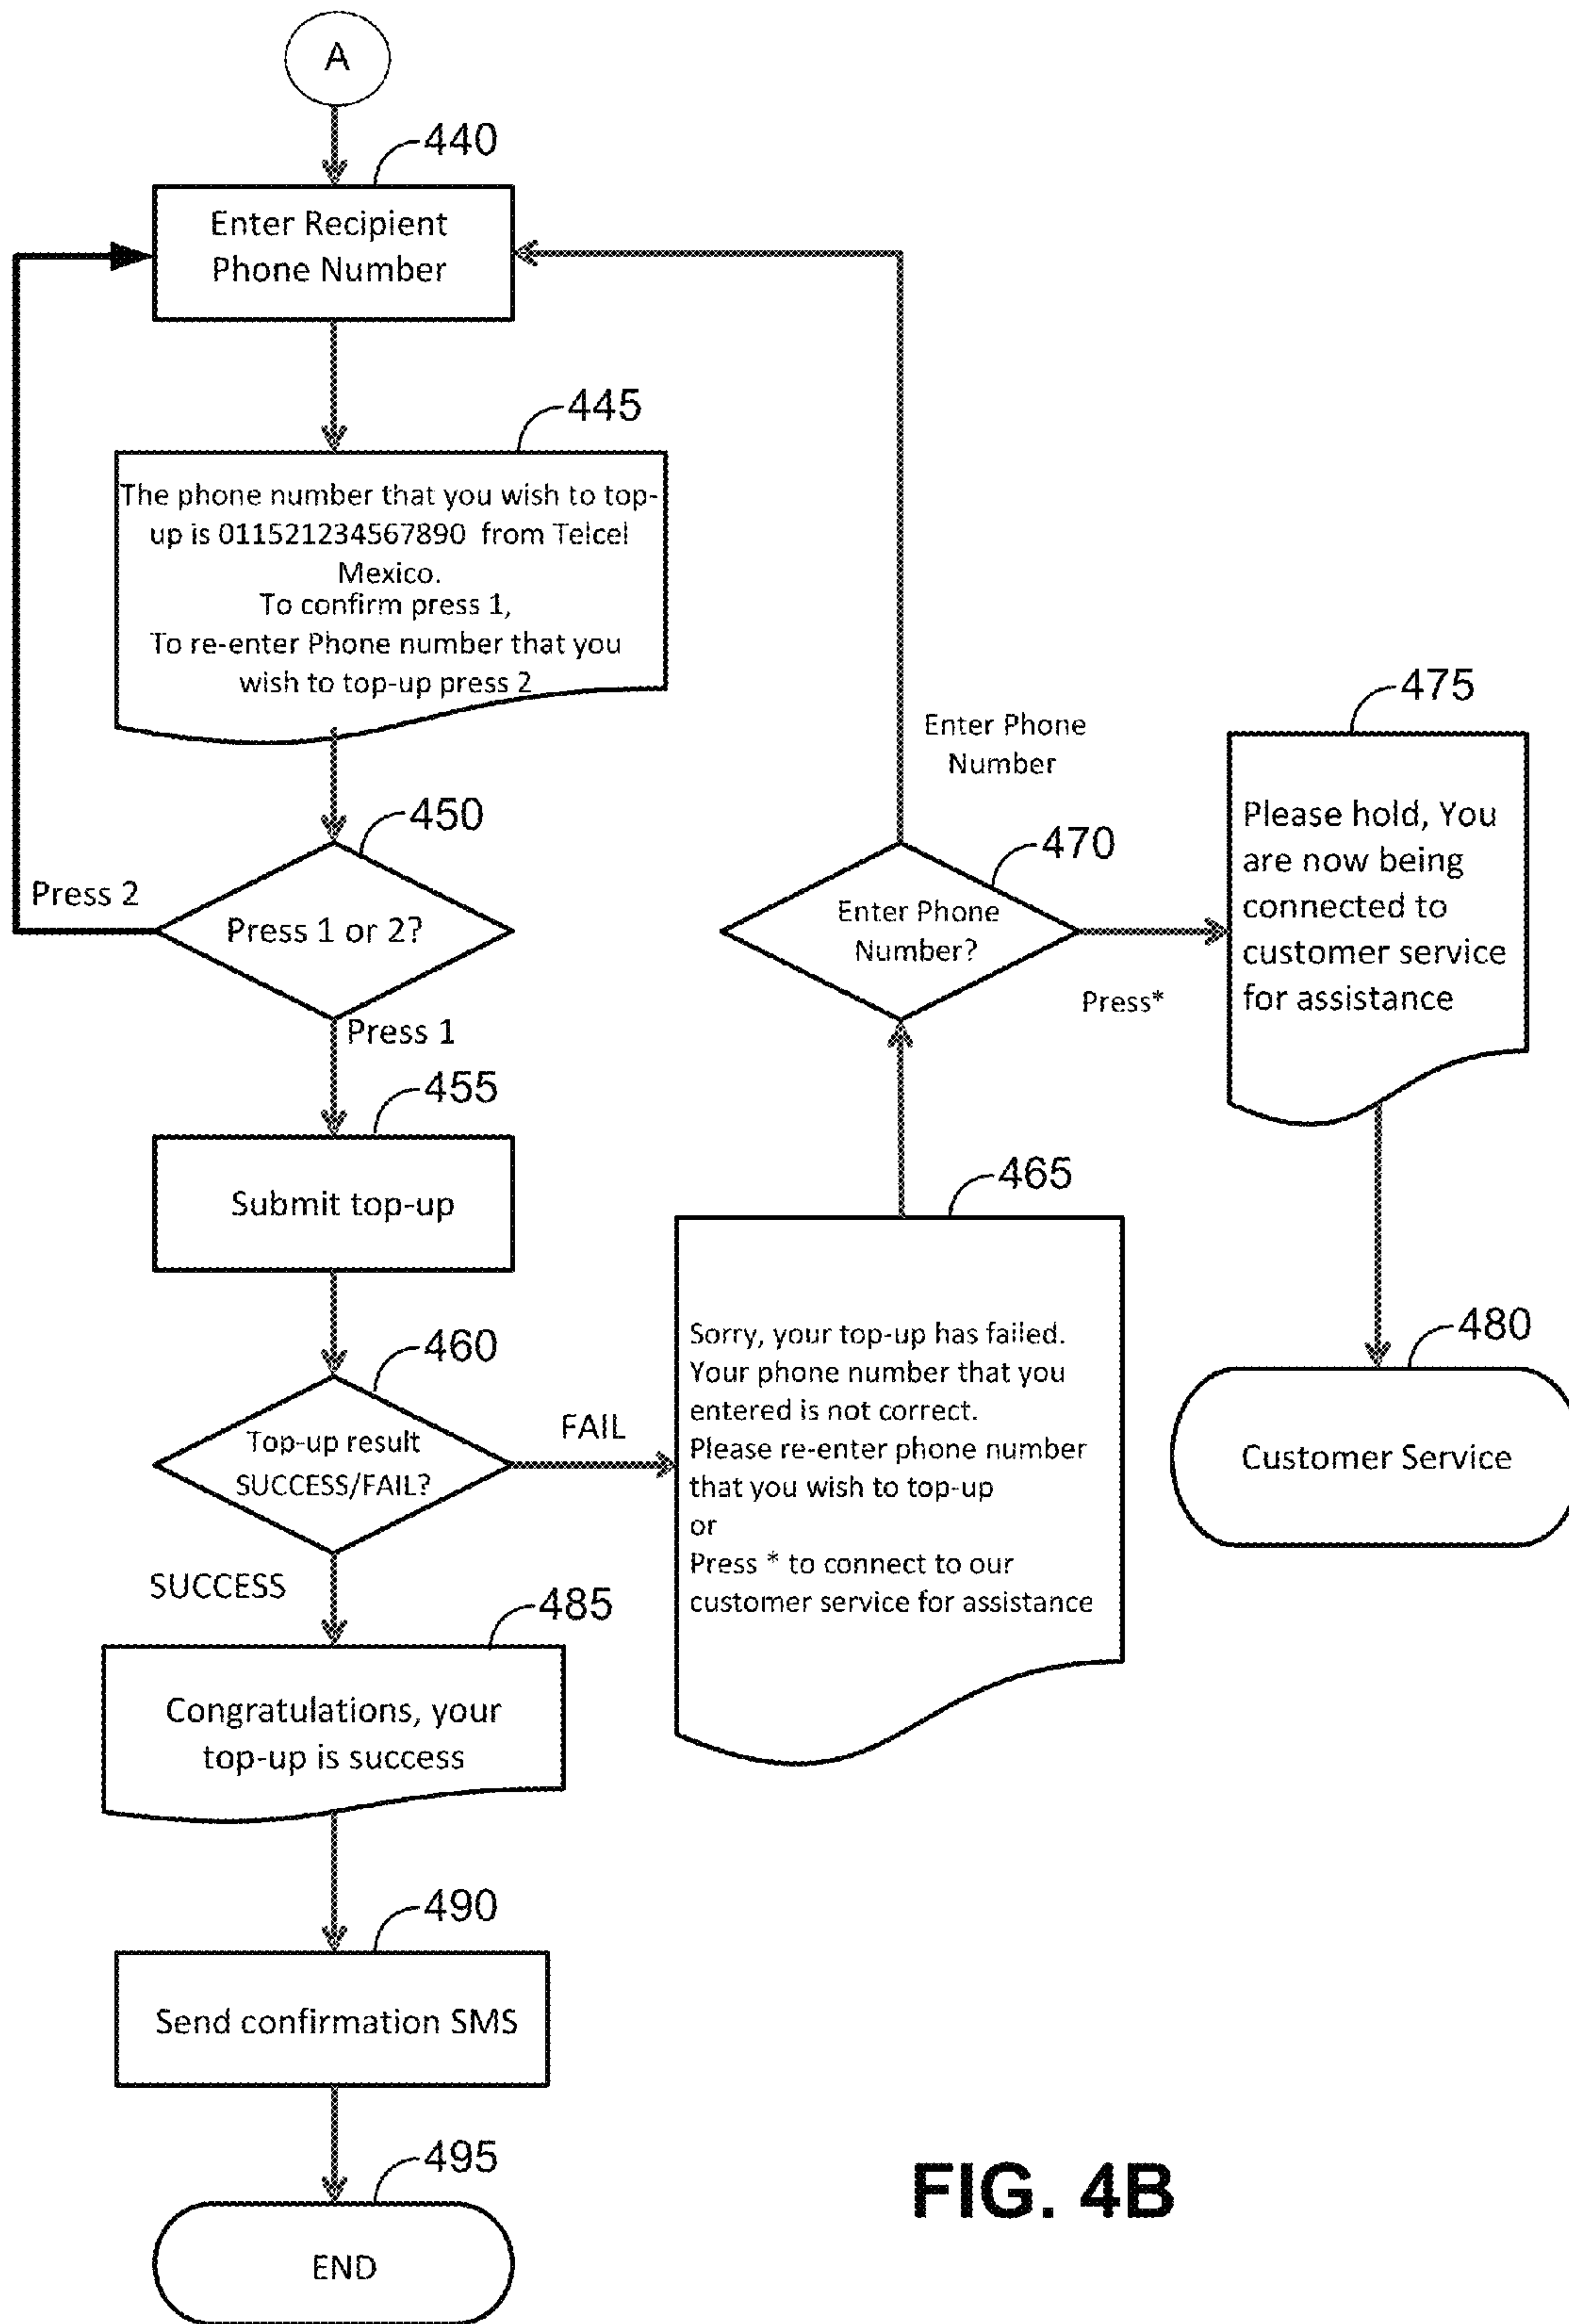 A
440
Enter Recipient
Phone Number
445
The phone number that you wish to top-
up is 011521234567890 from Telcel
Mexico.
To confirm press 1,
To re-enter Phone number that you
wish to top-up press 2
450
Press 2
Press 1 or 2?
Press 1
455
Submit top-up
460
Top-up result
SUCCESS/FAIL?
FAIL
SUCCESS
465
Sorry, your top-up has failed.
Your phone number that you
entered is not correct.
Please re-enter phone number
that you wish to top-up
or
Press * to connect to our
customer service for assistance
Enter Phone
Number
470
Enter Phone
Number?
Press*
475
Please hold, You
are now being
connected to
customer service
for assistance
480
Customer Service
485
Congratulations, your
top-up is success
490
Send confirmation SMS
495
END
FIG. 4B